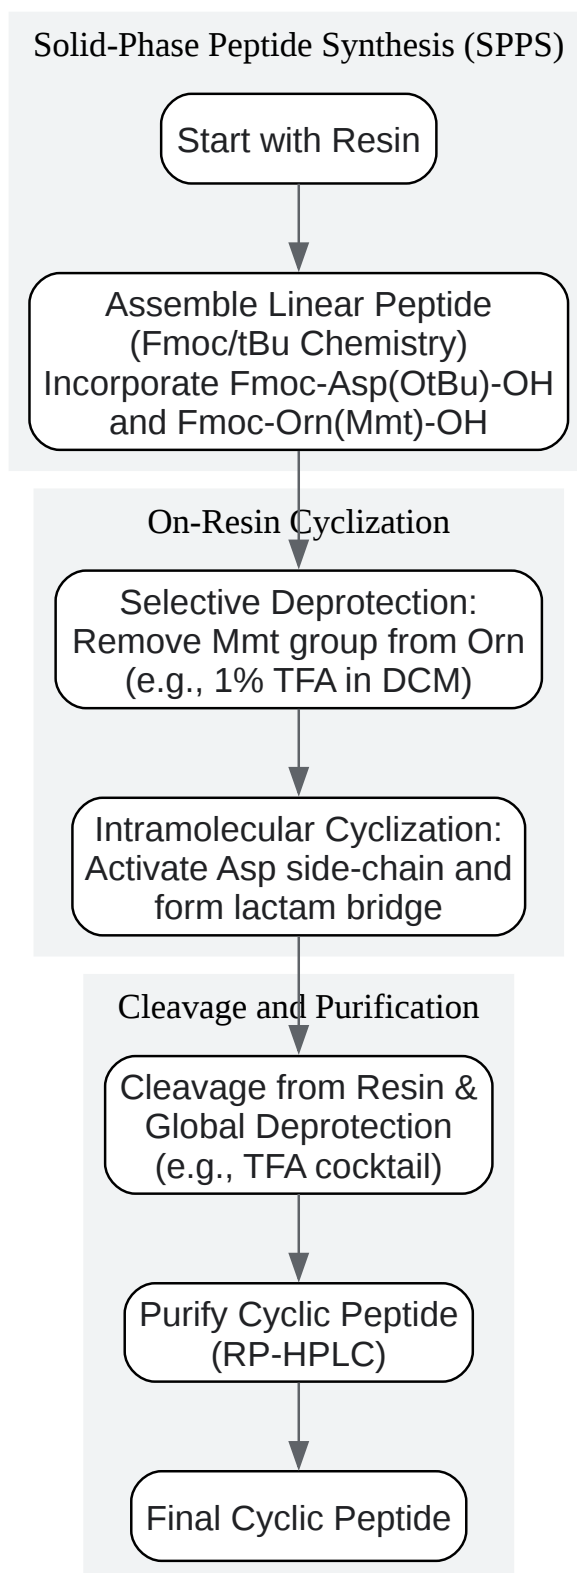 Solid-Phase Peptide Synthesis (SPPS)
Start with Resin
Assemble Linear Peptide
(Fmoc/tBu Chemistry)
Incorporate Fmoc-Asp(OtBu)-OH
and Fmoc-Orn(Mmt)-OH
On-Resin Cyclization
Selective Deprotection:
Remove Mmt group from Orn
(e.g., 1% TFA in DCM)
Intramolecular Cyclization:
Activate Asp side-chain and
form lactam bridge
Cleavage and Purification
Cleavage from Resin &
Global Deprotection
(e.g., TFA cocktail)
Purify Cyclic Peptide
(RP-HPLC)
Final Cyclic Peptide